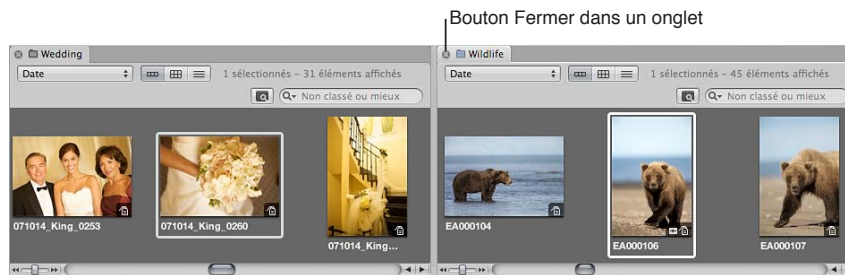 Bouton Fermer dans un onglet
Wedding
Date
1 sélectionnés – 31 éléments affichés
Non classé ou mieux
071014_King_0253
071014_King_0260
071014_King...
Wildlife
Date
1 sélectionnés – 45 éléments affichés
Non classé ou mieux
EA000104
EA000106
EA000107